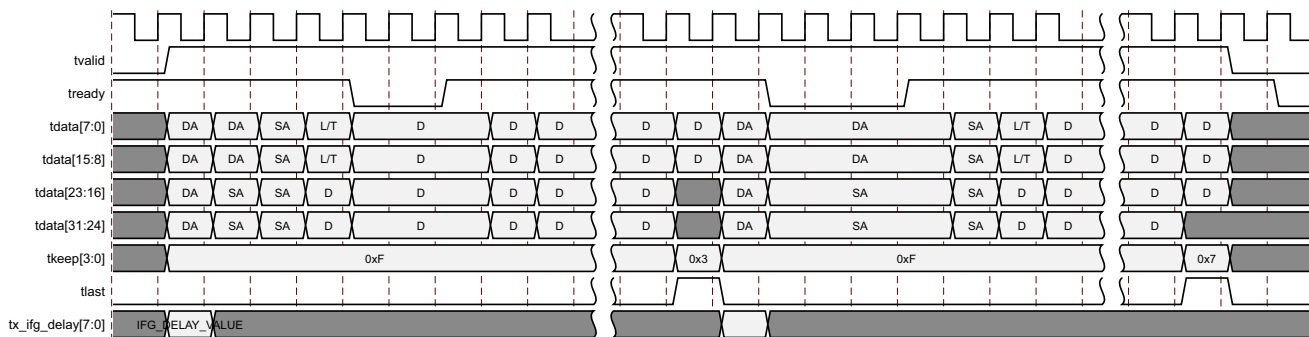 tvalid
tready
tdata[7:0] DA DA SA L/T D D D D D DA DA SA L/T D D D
tdata[15:8] DA DA SA L/T D D D D D DA DA SA L/T D D D
tdata[23:16] DA SA SA D D D D D DA SA SA D D D D
tdata[31:24] DA SA SA D D D D D DA SA SA D D D
tkeep[3:0] 0xF 0x3 0xF 0x7
tlast
tx_ifg_delay[7:0] IFG_DELAY_VALUE